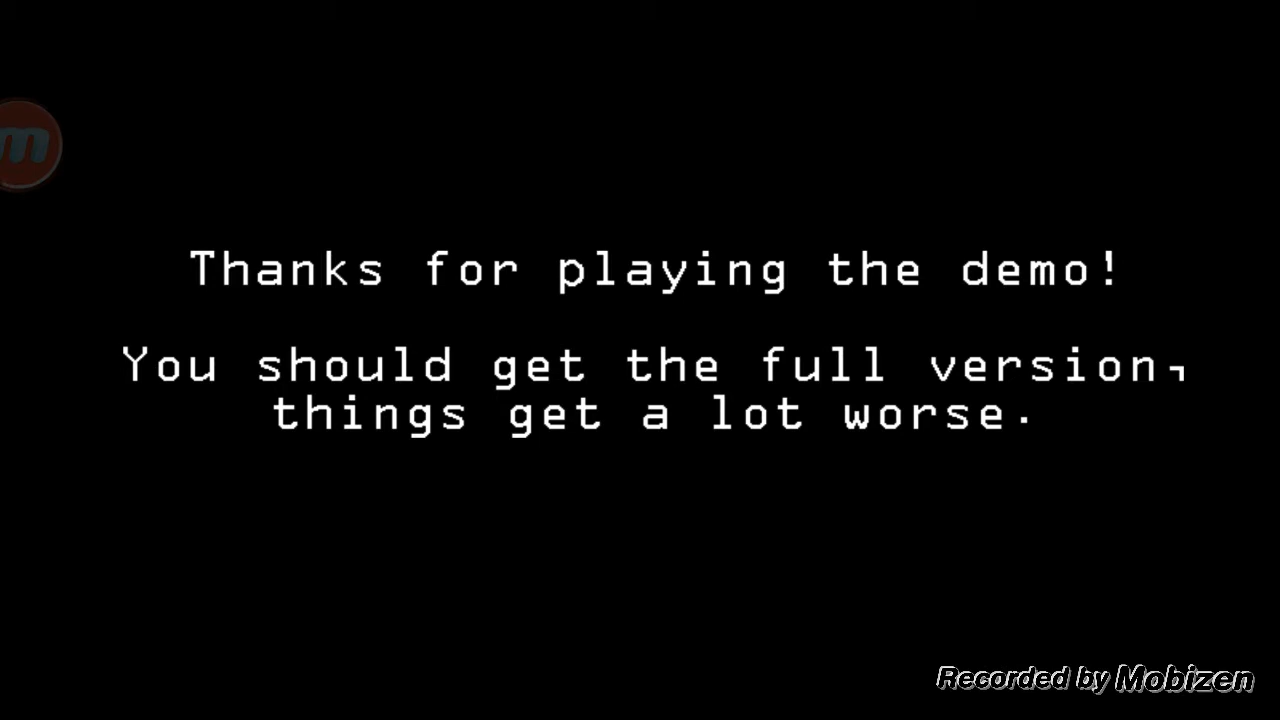 m
Thanks for playing the demo!
You should get the full version,
things get a lot worse.
Recorded by Mobizen